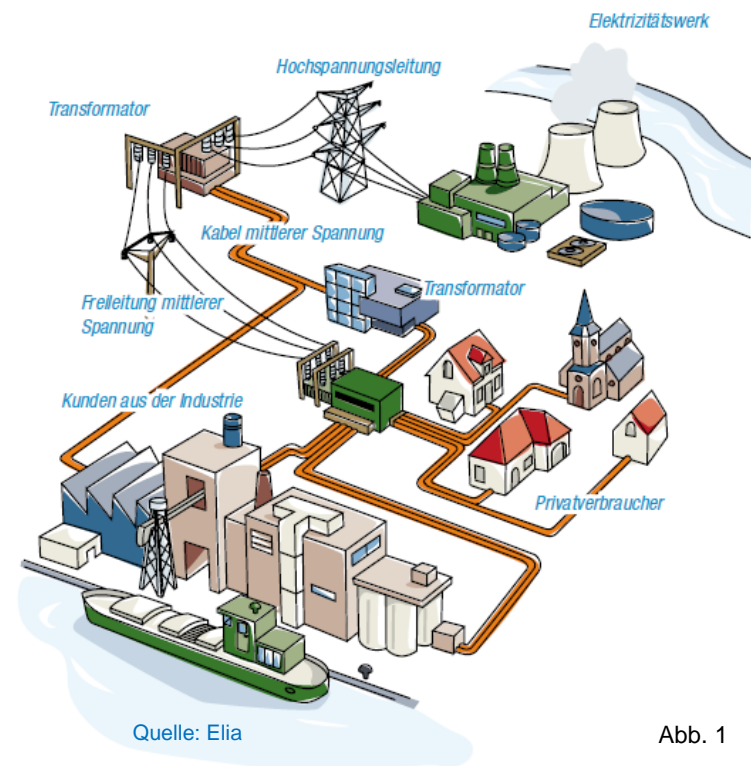 Elektrizitätswerk
Hochspannungsleitung
Transformator
Kabel mittlerer Spannung
Transformator
Freileitung mittlerer
Spannung
Kunden aus der Industrie
Privatverbraucher
Quelle: Elia
Abb. 1